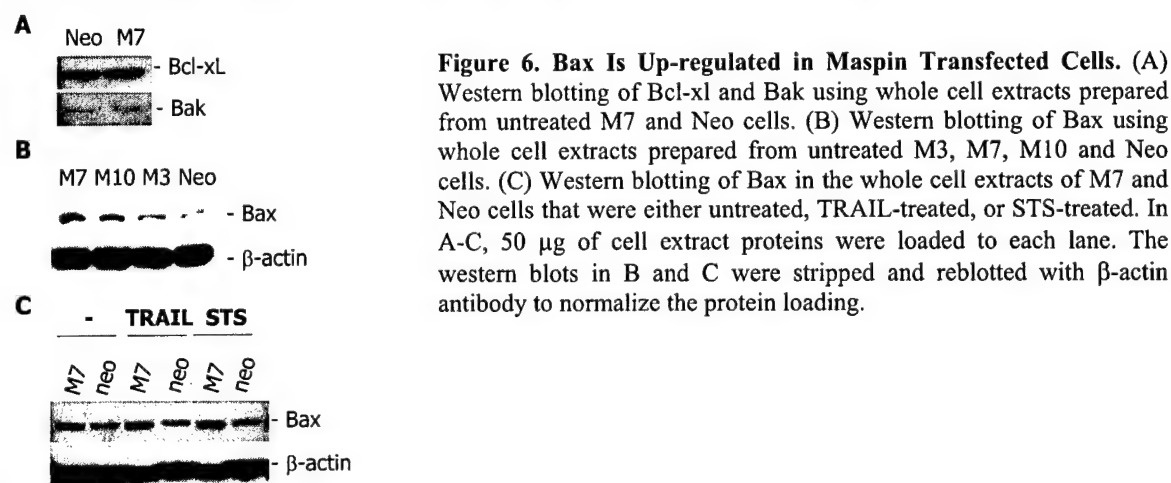 A
Neo M7
- Bcl-xL
- Bak
B
M7 M10 M3 Neo
- Bax
- β-actin
C
- TRAIL STS
M7 neo M7 neo M7 neo
- Bax
- β-actin
Figure 6. Bax Is Up-regulated in Maspin Transfected Cells. (A)
Western blotting of Bcl-xl and Bak using whole cell extracts prepared
from untreated M7 and Neo cells. (B) Western blotting of Bax using
whole cell extracts prepared from untreated M3, M7, M10 and Neo
cells. (C) Western blotting of Bax in the whole cell extracts of M7 and
Neo cells that were either untreated, TRAIL-treated, or STS-treated. In
A-C, 50 μg of cell extract proteins were loaded to each lane. The
western blots in B and C were stripped and reblotted with β-actin
antibody to normalize the protein loading.